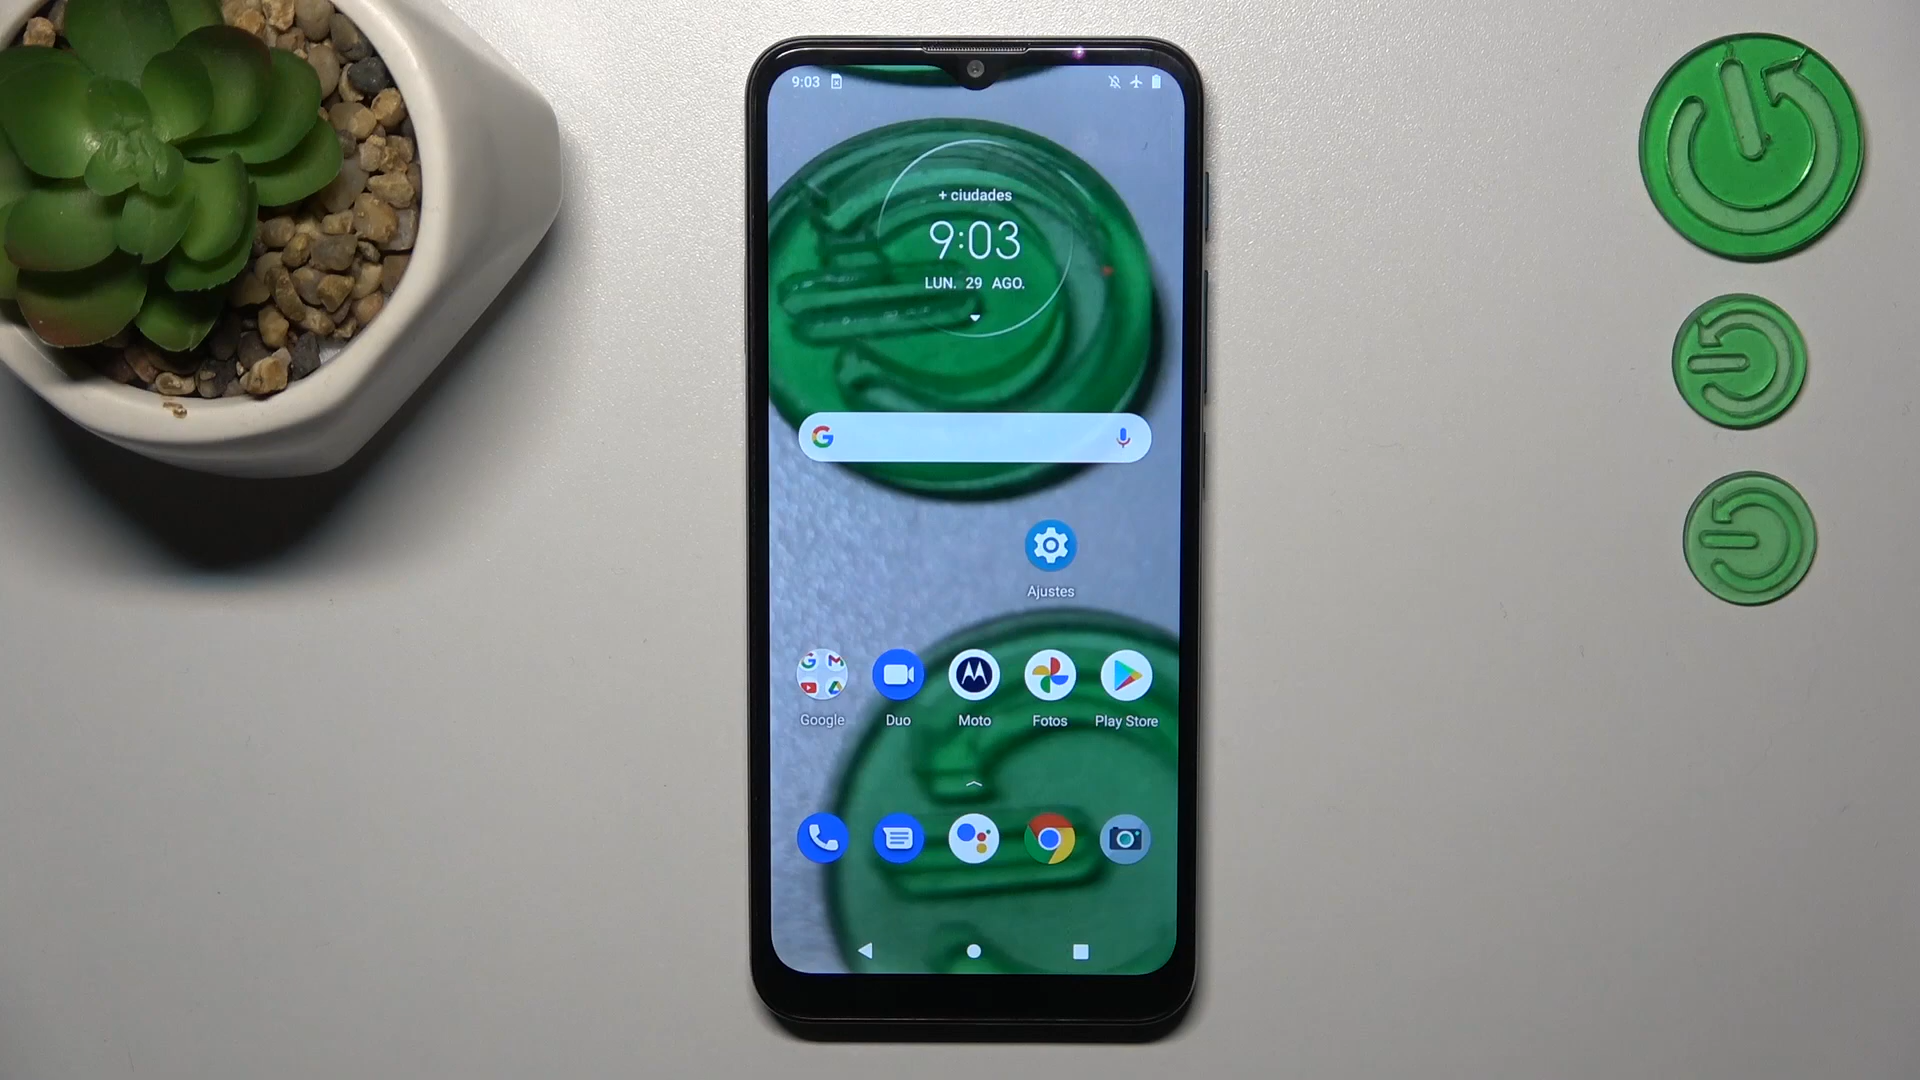 9:03
+ ciudades
9:03
LUN. 29 AGO.
Ajustes
Google
Duo
Moto
Fotos
Play Store